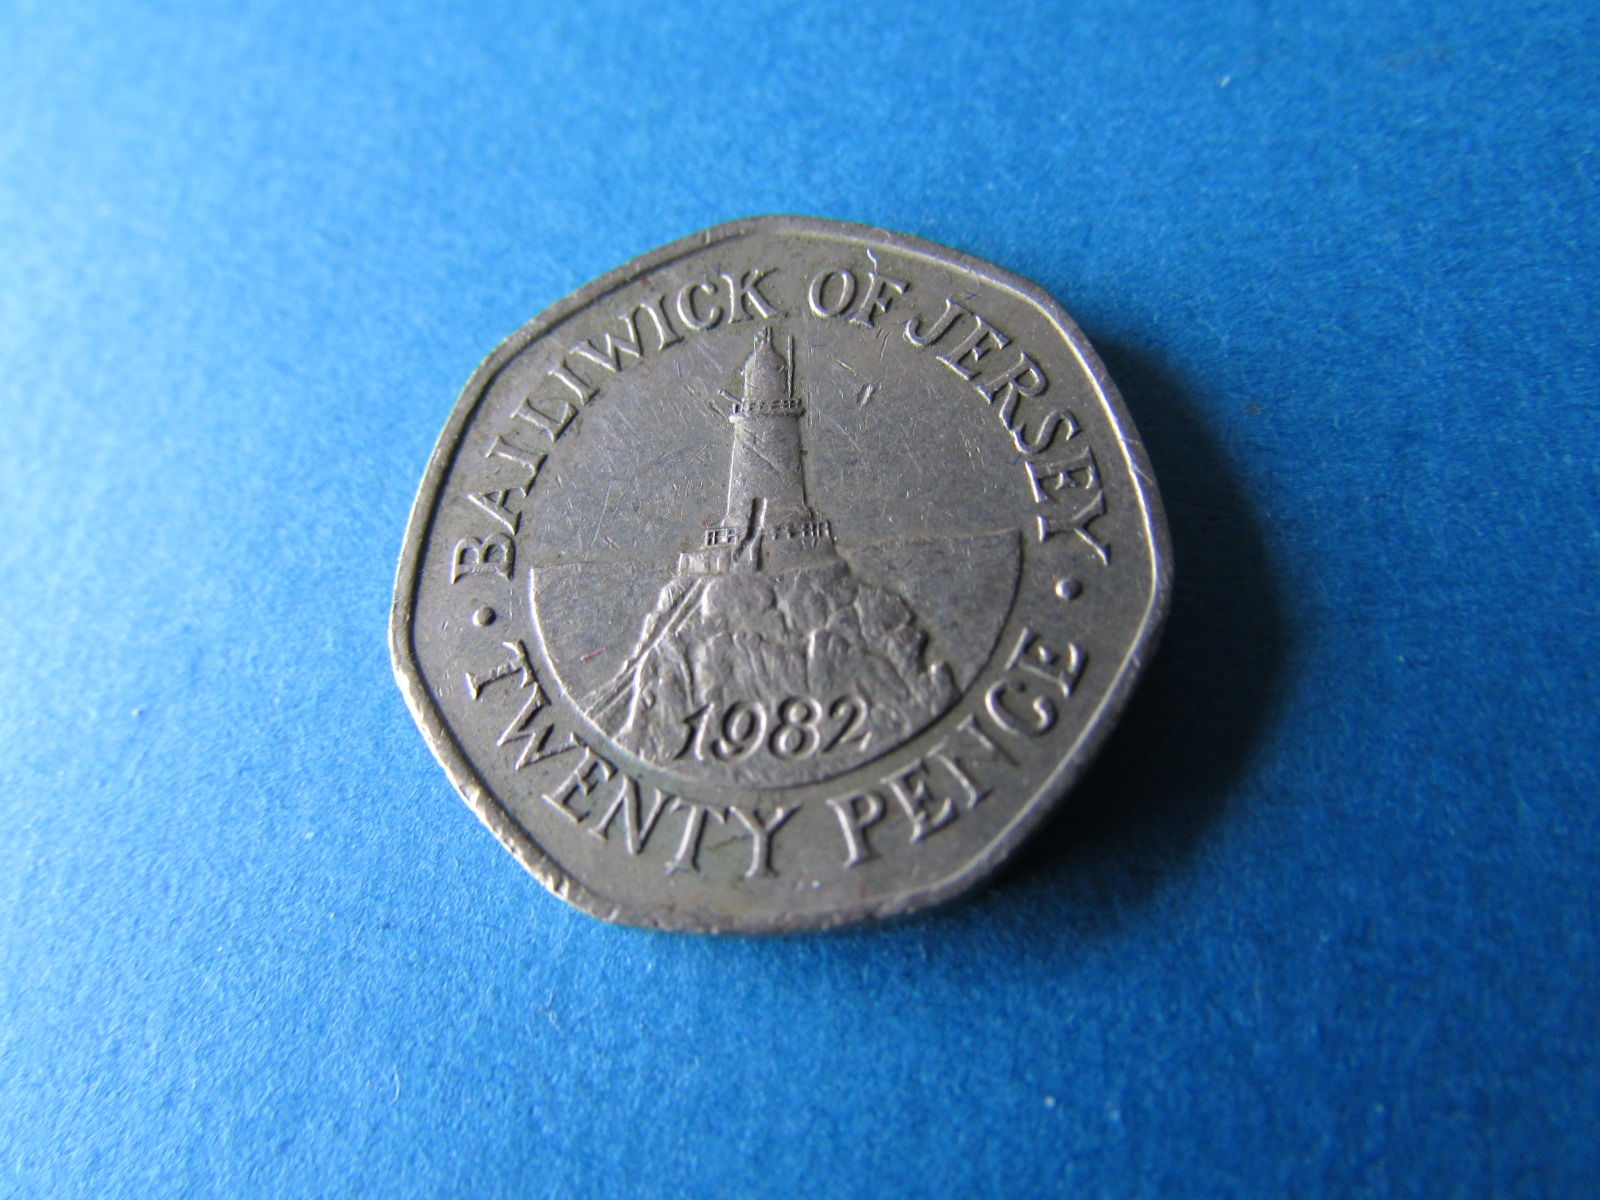 BAILIWICK OF JERSEY
1982
TWENTY PENCE